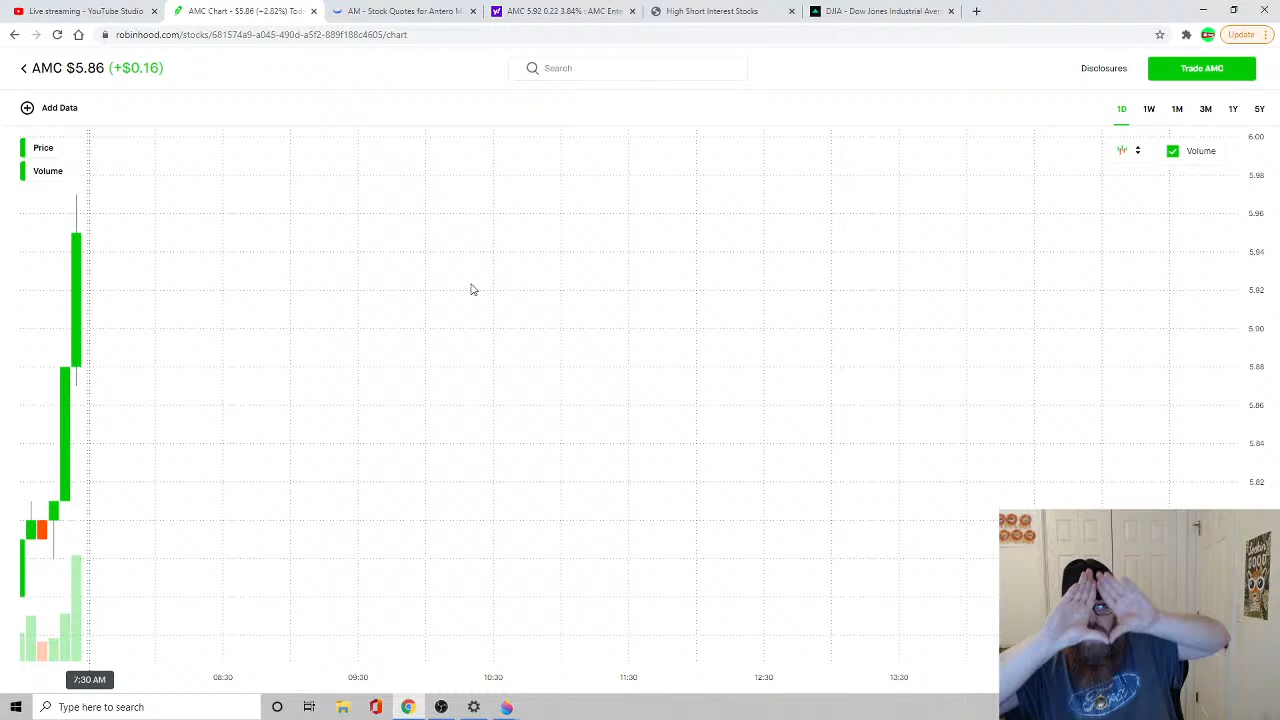 Live streaming - YouTube Studio
AMC Chart - $5.86 (+2.82%) Toda
AM - Stock Quotes for Antero M
AMC 5.92 0.22 3.84% : AMC Ente
High Short Interest Stocks
DJIA - Dow Jones Industrial Aver
robinhood.com/stocks/681574a9-a045-490d-a5f2-889f188c4605/chart
Update
AMC $5.86 (+$0.16)
Search
Disclosures
Trade AMC
Add Data
1D 1W 1M 3M 1Y 5Y
Price
Volume
Volume
6.00
5.98
5.96
5.94
5.92
5.90
5.88
5.86
5.84
5.82
7:30 AM
08:30
09:30
10:30
11:30
12:30
13:30
Type here to search